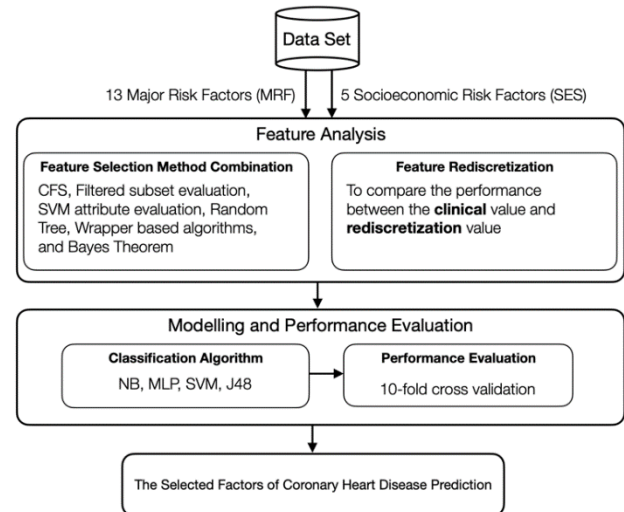 Data Set
13 Major Risk Factors (MRF)
5 Socioeconomic Risk Factors (SES)
Feature Analysis
Feature Selection Method Combination
CFS, Filtered subset evaluation,
SVM attribute evaluation, Random
Tree, Wrapper based algorithms,
and Bayes Theorem
Feature Rediscretization
To compare the performance
between the clinical value and
rediscretization value
Modelling and Performance Evaluation
Classification Algorithm
NB, MLP, SVM, J48
Performance Evaluation
10-fold cross validation
The Selected Factors of Coronary Heart Disease Prediction